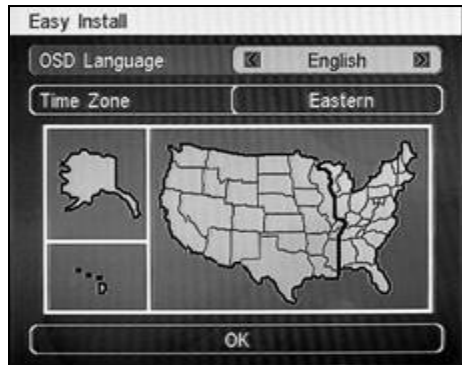 Easy Install
OSD Language English
Time Zone Eastern
OK